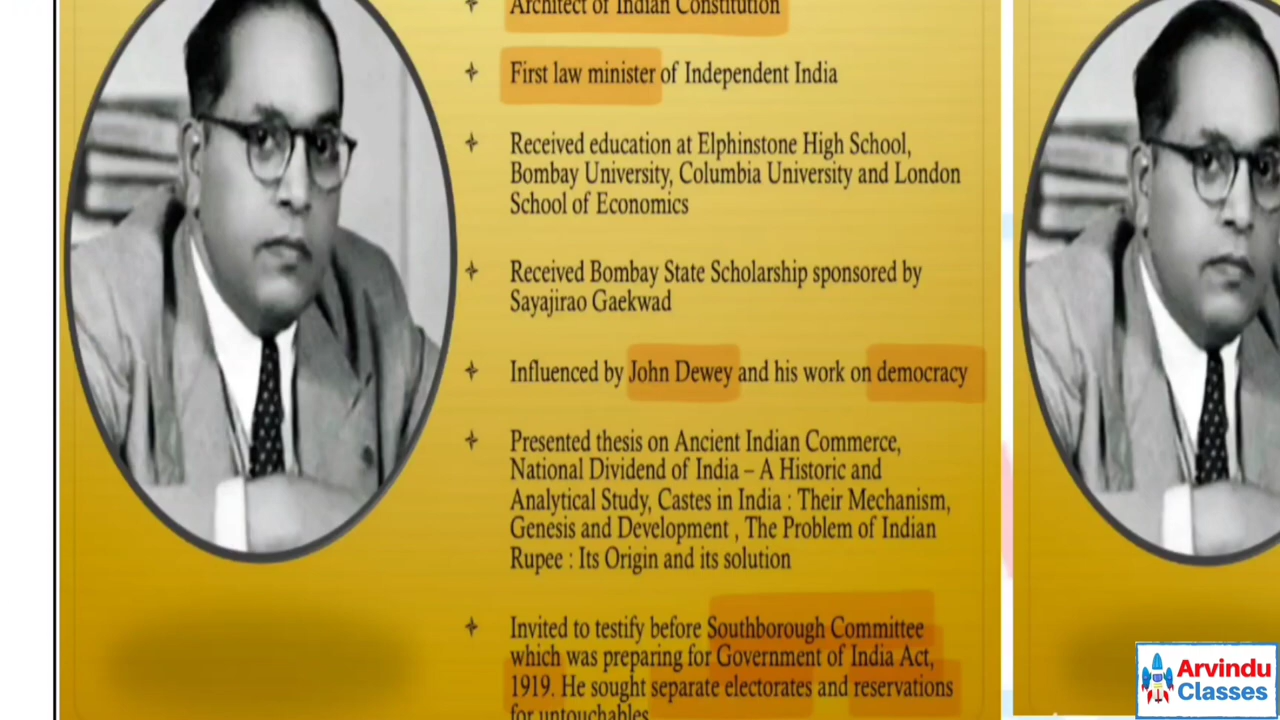 Architect of Indian Constitution
First law minister of Independent India
Received education at Elphinstone High School,
Bombay University, Columbia University and London
School of Economics
Received Bombay State Scholarship sponsored by
Sayajirao Gaekwad
Influenced by John Dewey and his work on democracy
Presented thesis on Ancient Indian Commerce,
National Dividend of India – A Historic and
Analytical Study, Castes in India : Their Mechanism,
Genesis and Development , The Problem of Indian
Rupee : Its Origin and its solution
Invited to testify before Southborough Committee
which was preparing for Government of India Act,
1919. He sought separate electorates and reservations
for untouchables
Arvindu
Classes